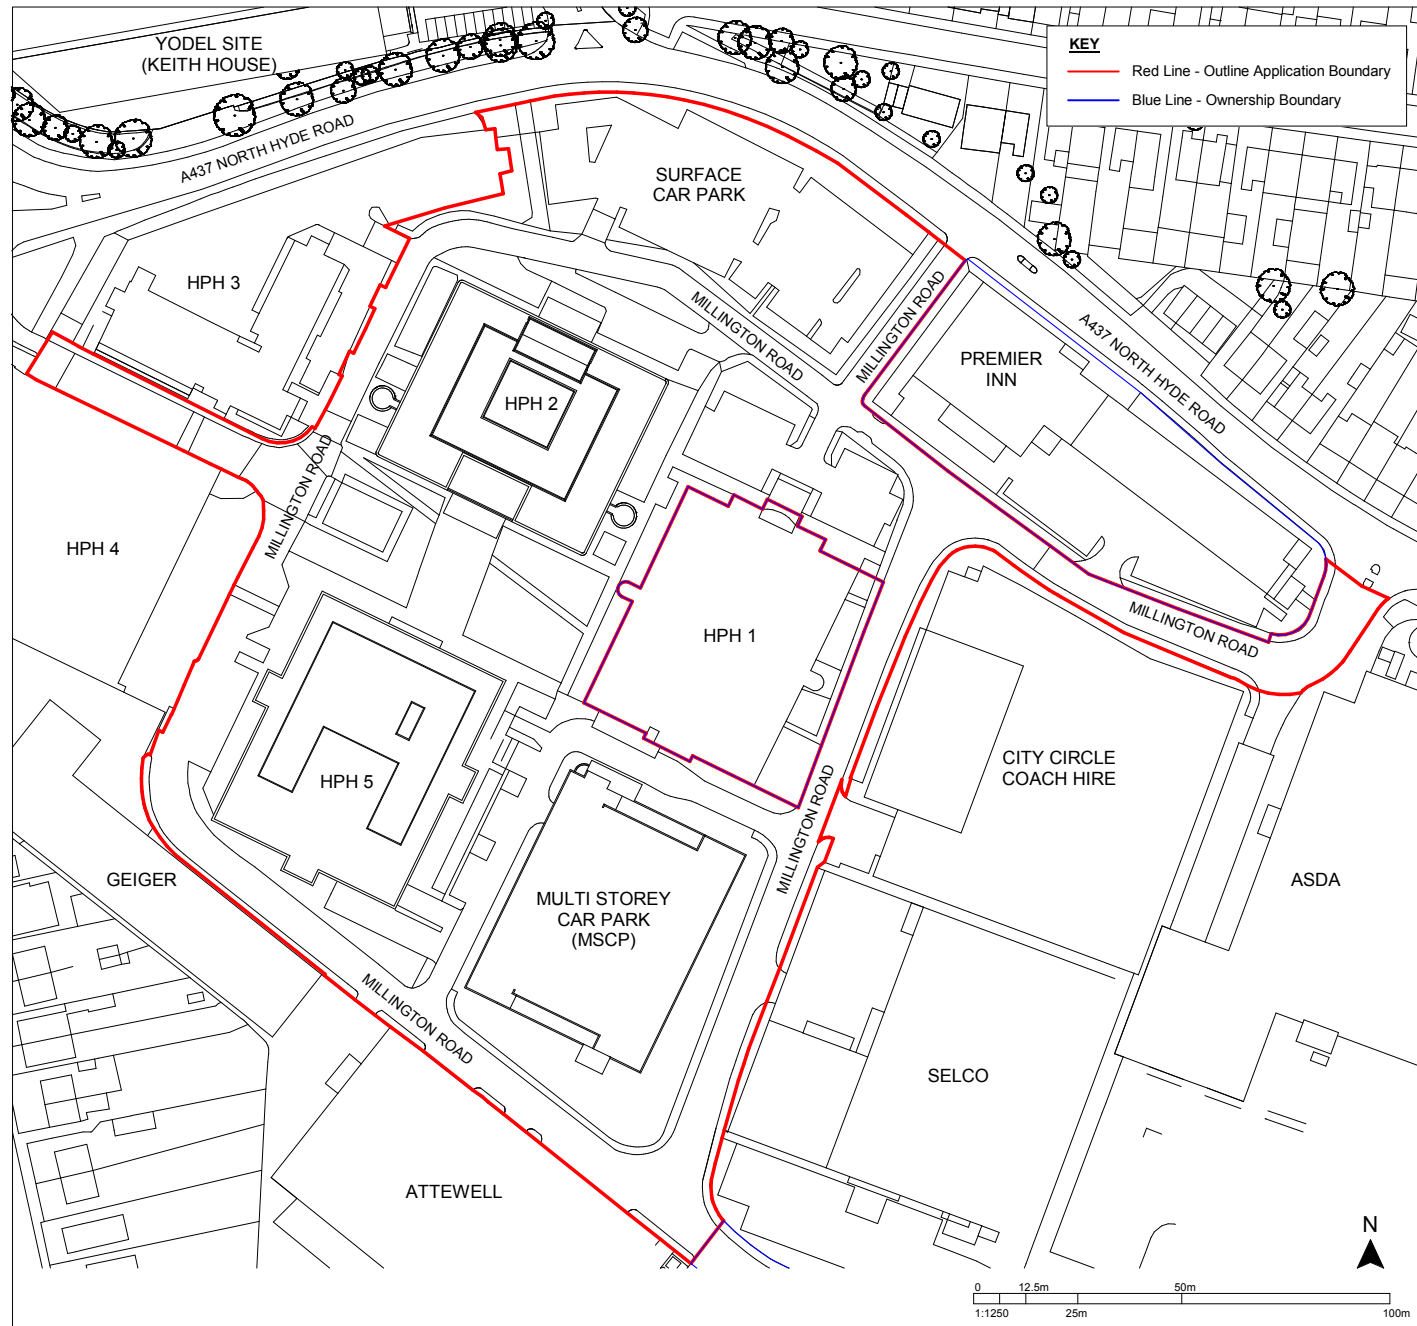 YODEL SITE
(KEITH HOUSE)
KEY
Red Line - Outline Application Boundary
Blue Line - Ownership Boundary
A437 NORTH HYDE ROAD
SURFACE
CAR PARK
HPH 3
MILLINGTON ROAD
MILLINGTON ROAD
A437 NORTH HYDE ROAD
PREMIER
INN
HPH 2
MILLINGTON ROAD
HPH 4
HPH 1
MILLINGTON ROAD
HPH 5
CITY CIRCLE
COACH HIRE
MILLINGTON ROAD
GEIGER
MULTI STOREY
CAR PARK
(MSCP)
ASDA
MILLINGTON ROAD
SELCO
ATTEWELL
N
0 12.5m 50m
1:1250 25m 100m